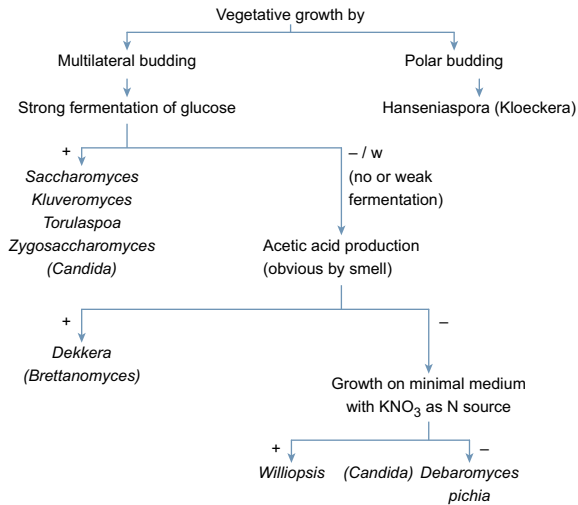 Vegetative growth by
Multilateral budding
Polar budding
Strong fermentation of glucose
Hanseniaspora (Kloeckera)
+
– / w
(no or weak
fermentation)
Saccharomyces
Kluveromyces
Torulaspoa
Zygosaccharomyces
(Candida)
Acetic acid production
(obvious by smell)
+
–
Dekkera
(Brettanomyces)
Growth on minimal medium
with KNO₃ as N source
+
–
Williopsis
(Candida) Debaromyces
pichia